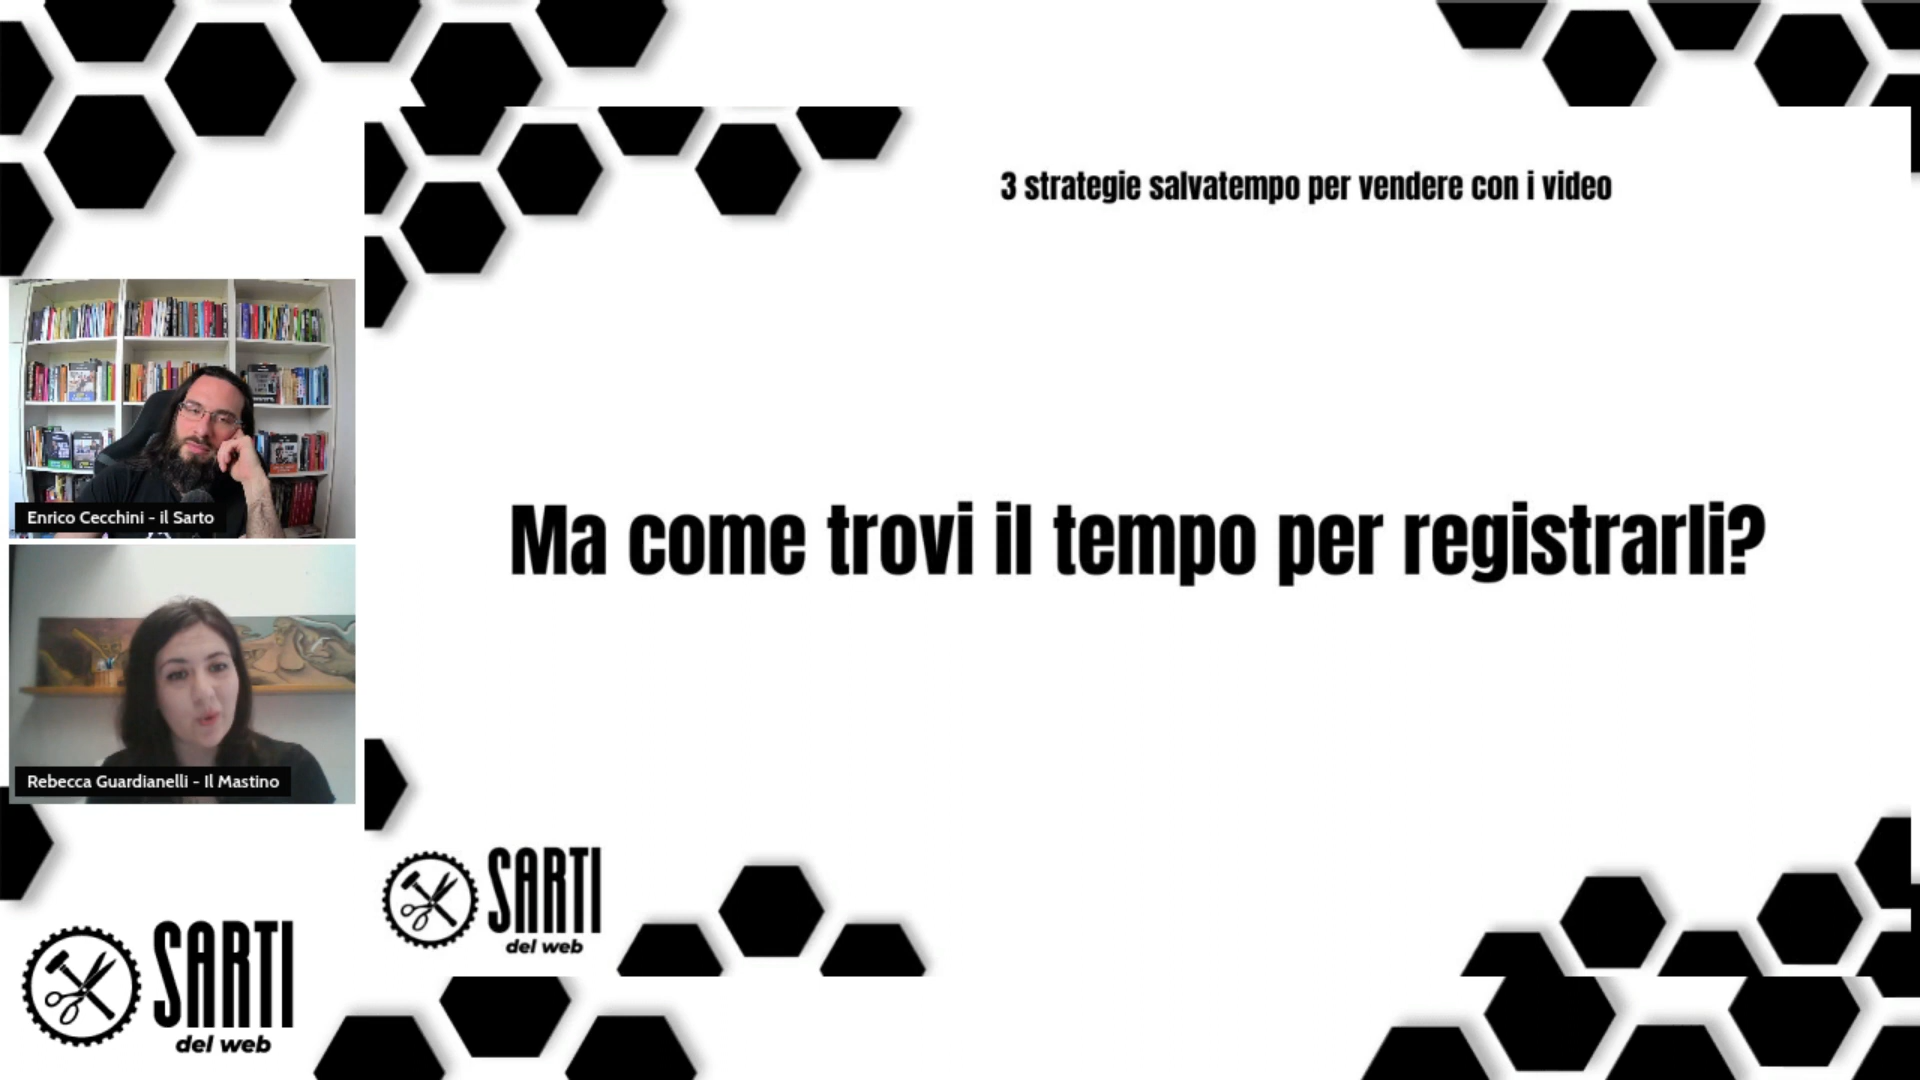 3 strategie salvatempo per vendere con i video
Enrico Cecchini - il Sarto
Ma come trovi il tempo per registrarli?
Rebecca Guardianelli - Il Mastino
SARTI
del web
SARTI
del web